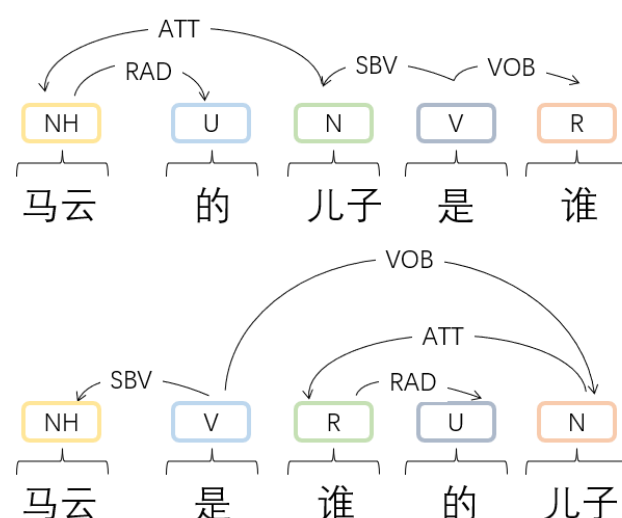 ATT
RAD SBV VOB
NH U N V R
马云 的 儿子 是 谁
VOB
ATT
SBV RAD
NH V R U N
马云 是 谁 的 儿子